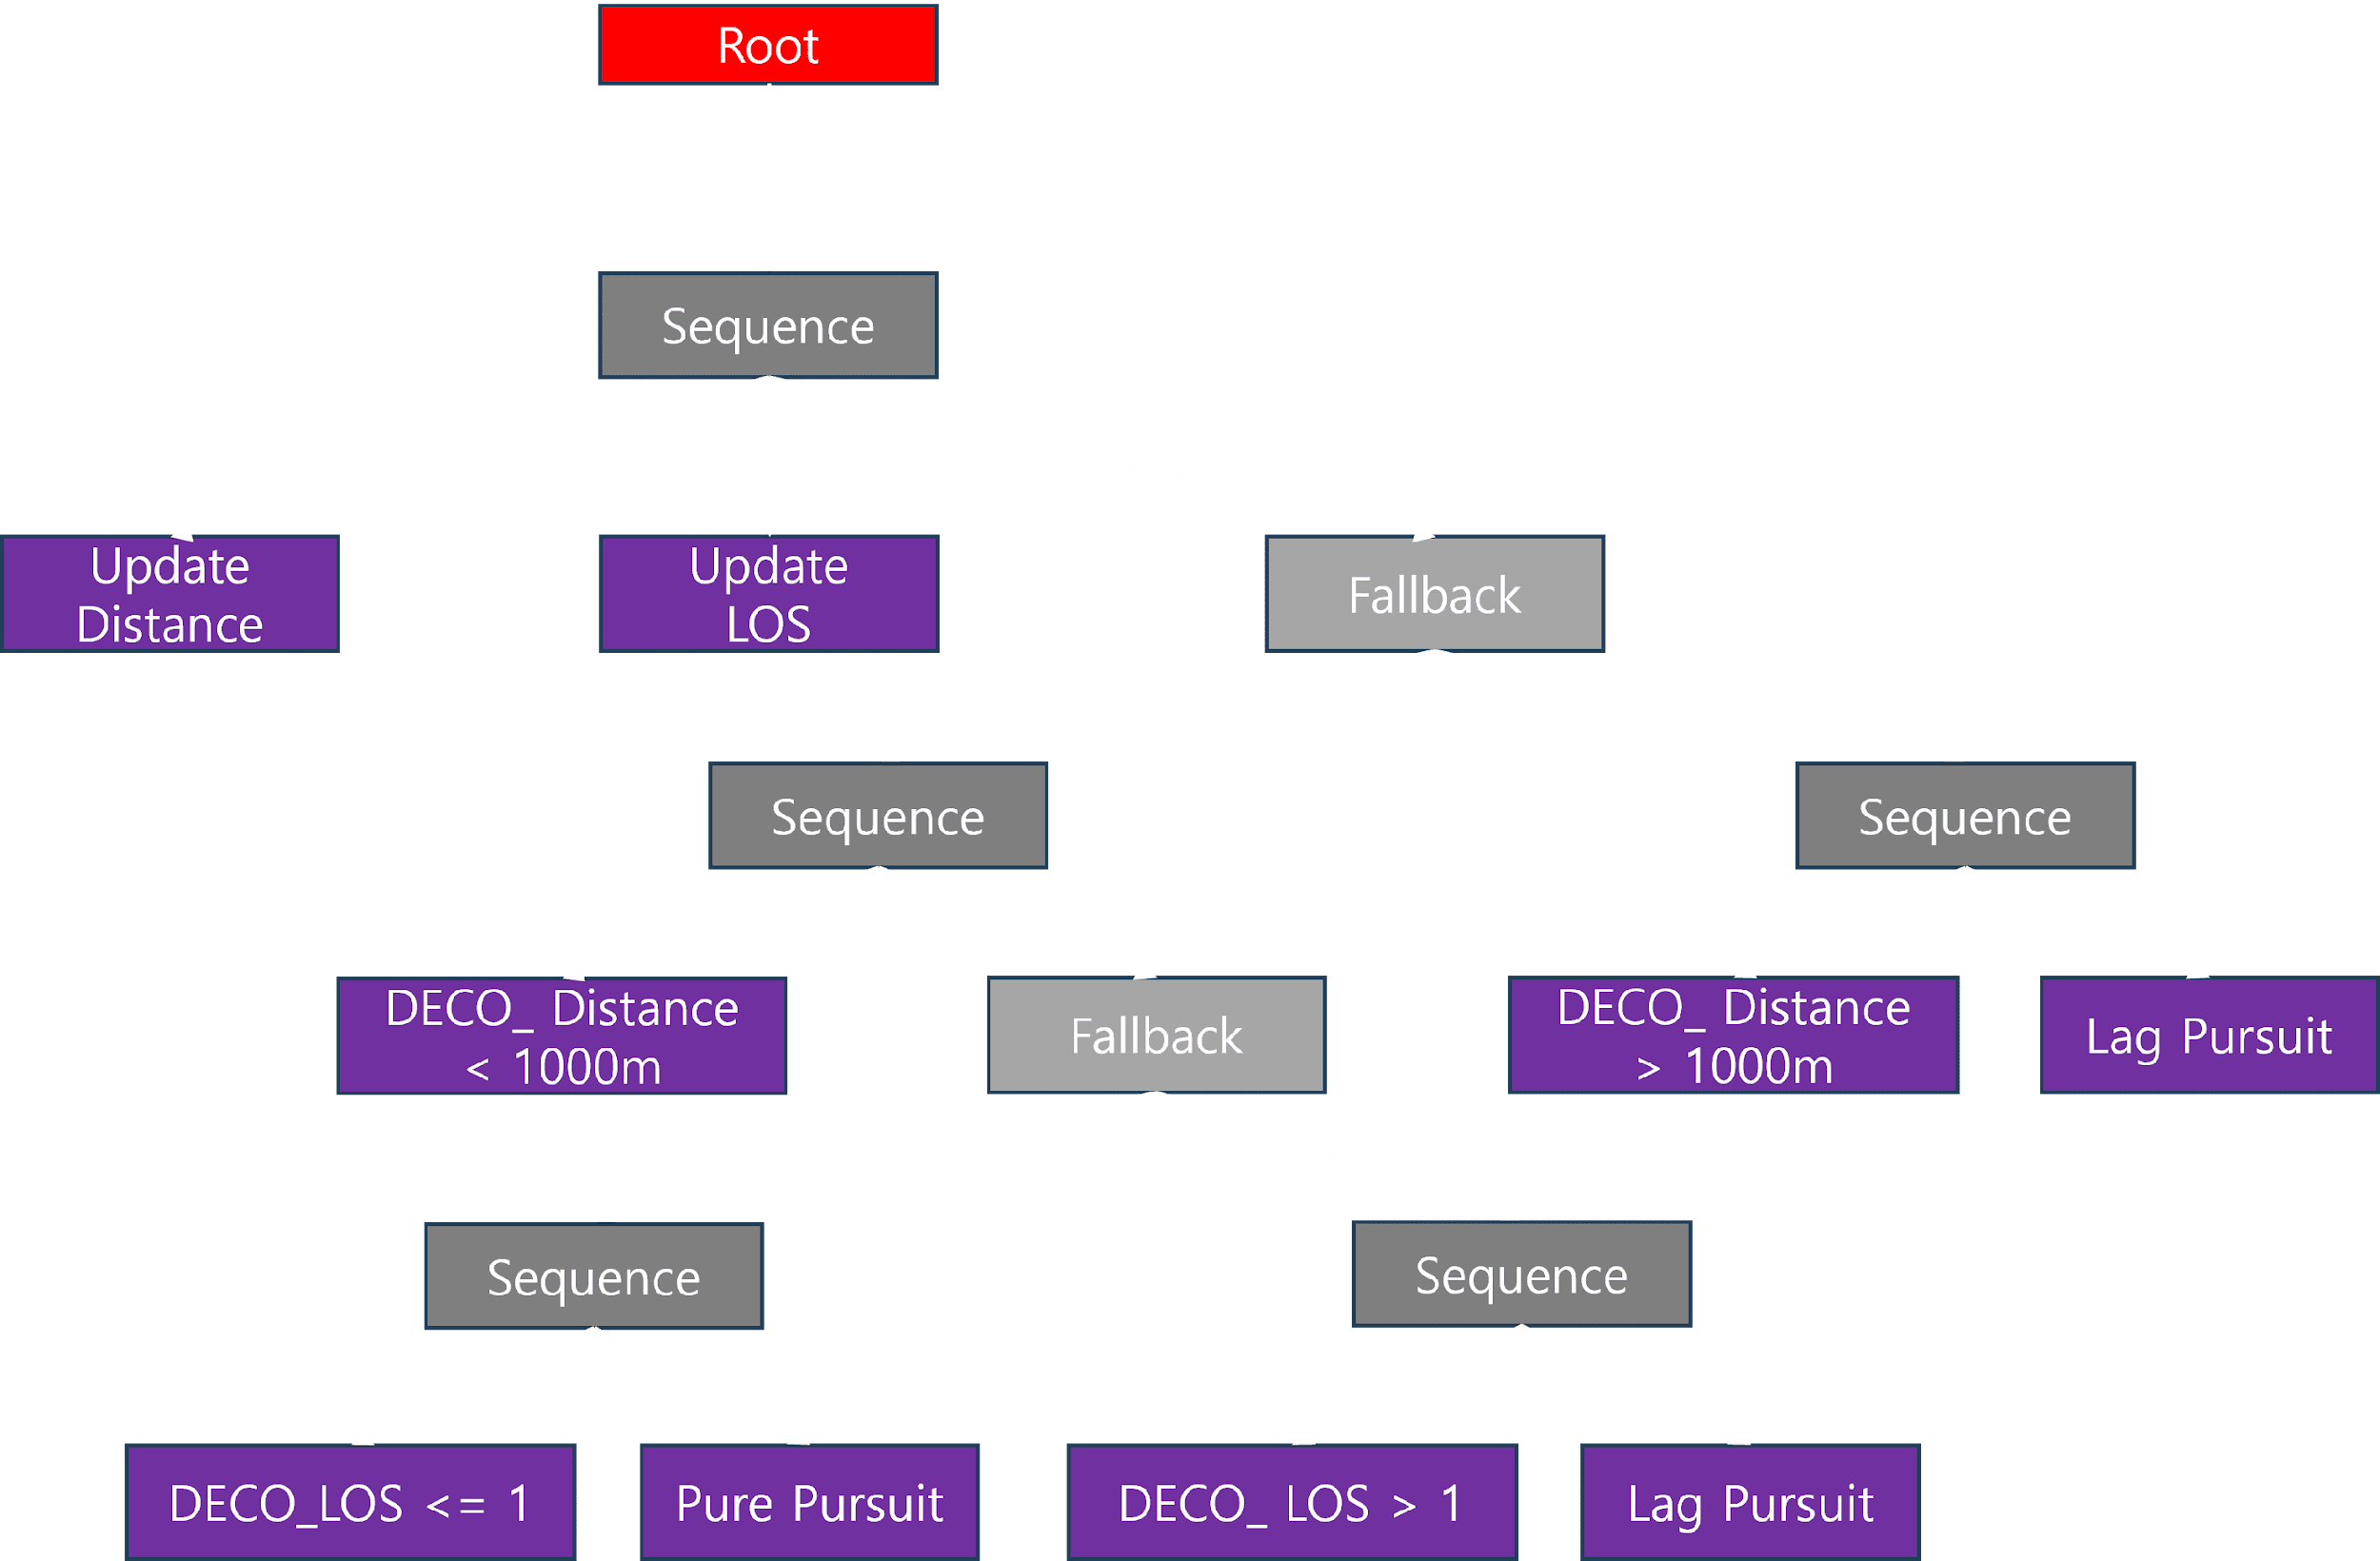 Root
Sequence
Update
Distance
Update
LOS
Fallback
Sequence
Sequence
DECO_ Distance
< 1000m
Fallback
DECO_ Distance
> 1000m
Lag Pursuit
Sequence
Sequence
DECO_LOS <= 1
Pure Pursuit
DECO_ LOS > 1
Lag Pursuit